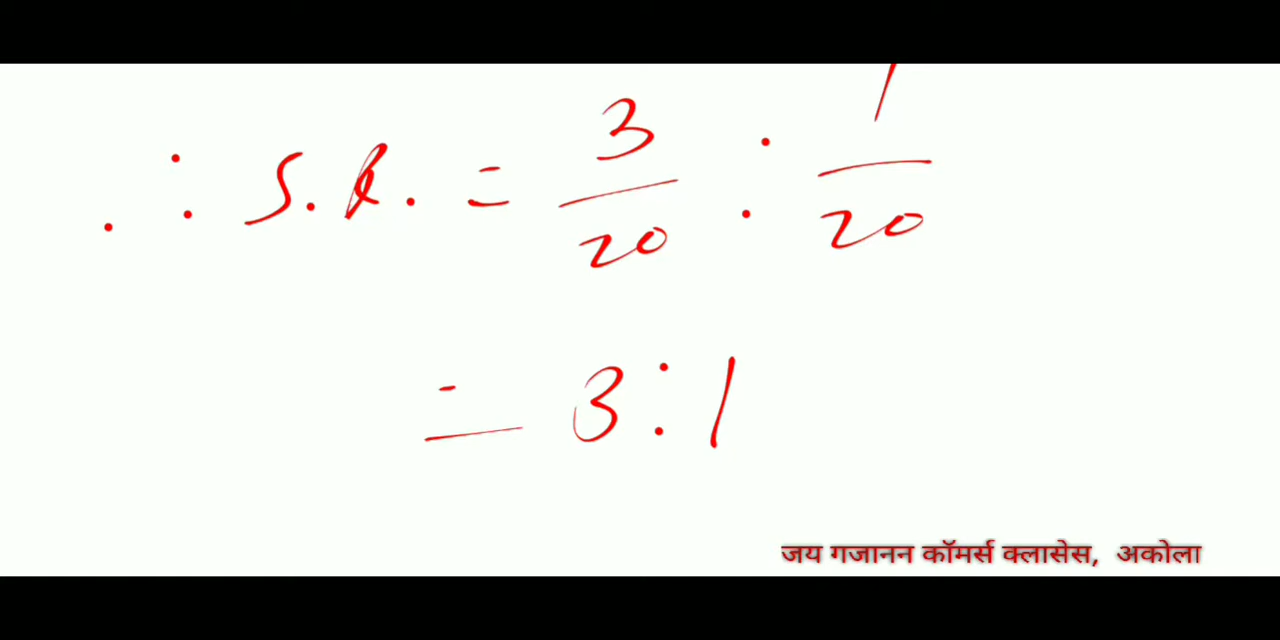 ∴ S.R. = 3/20 : 1/20
= 3 : 1
जय गजानन कॉमर्स क्लासेस, अकोला